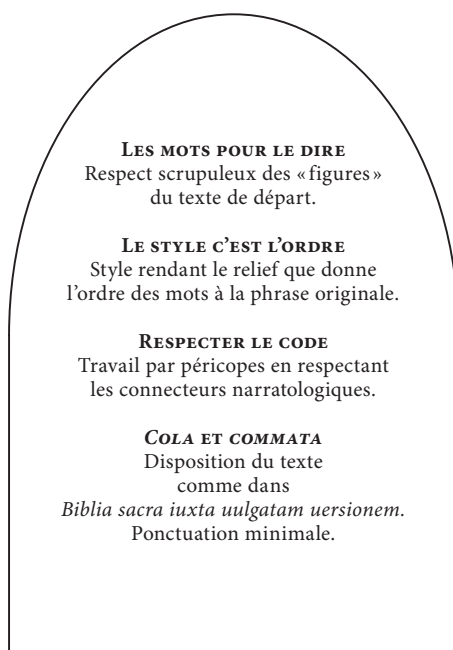 Les mots pour le dire
Respect scrupuleux des «figures»
du texte de départ.
Le style c’est l’ordre
Style rendant le relief que donne
l’ordre des mots à la phrase originale.
Respecter le code
Travail par péricopes en respectant
les connecteurs narratologiques.
Cola et commata
Disposition du texte
comme dans
Biblia sacra iuxta uulgatam uersionem.
Ponctuation minimale.